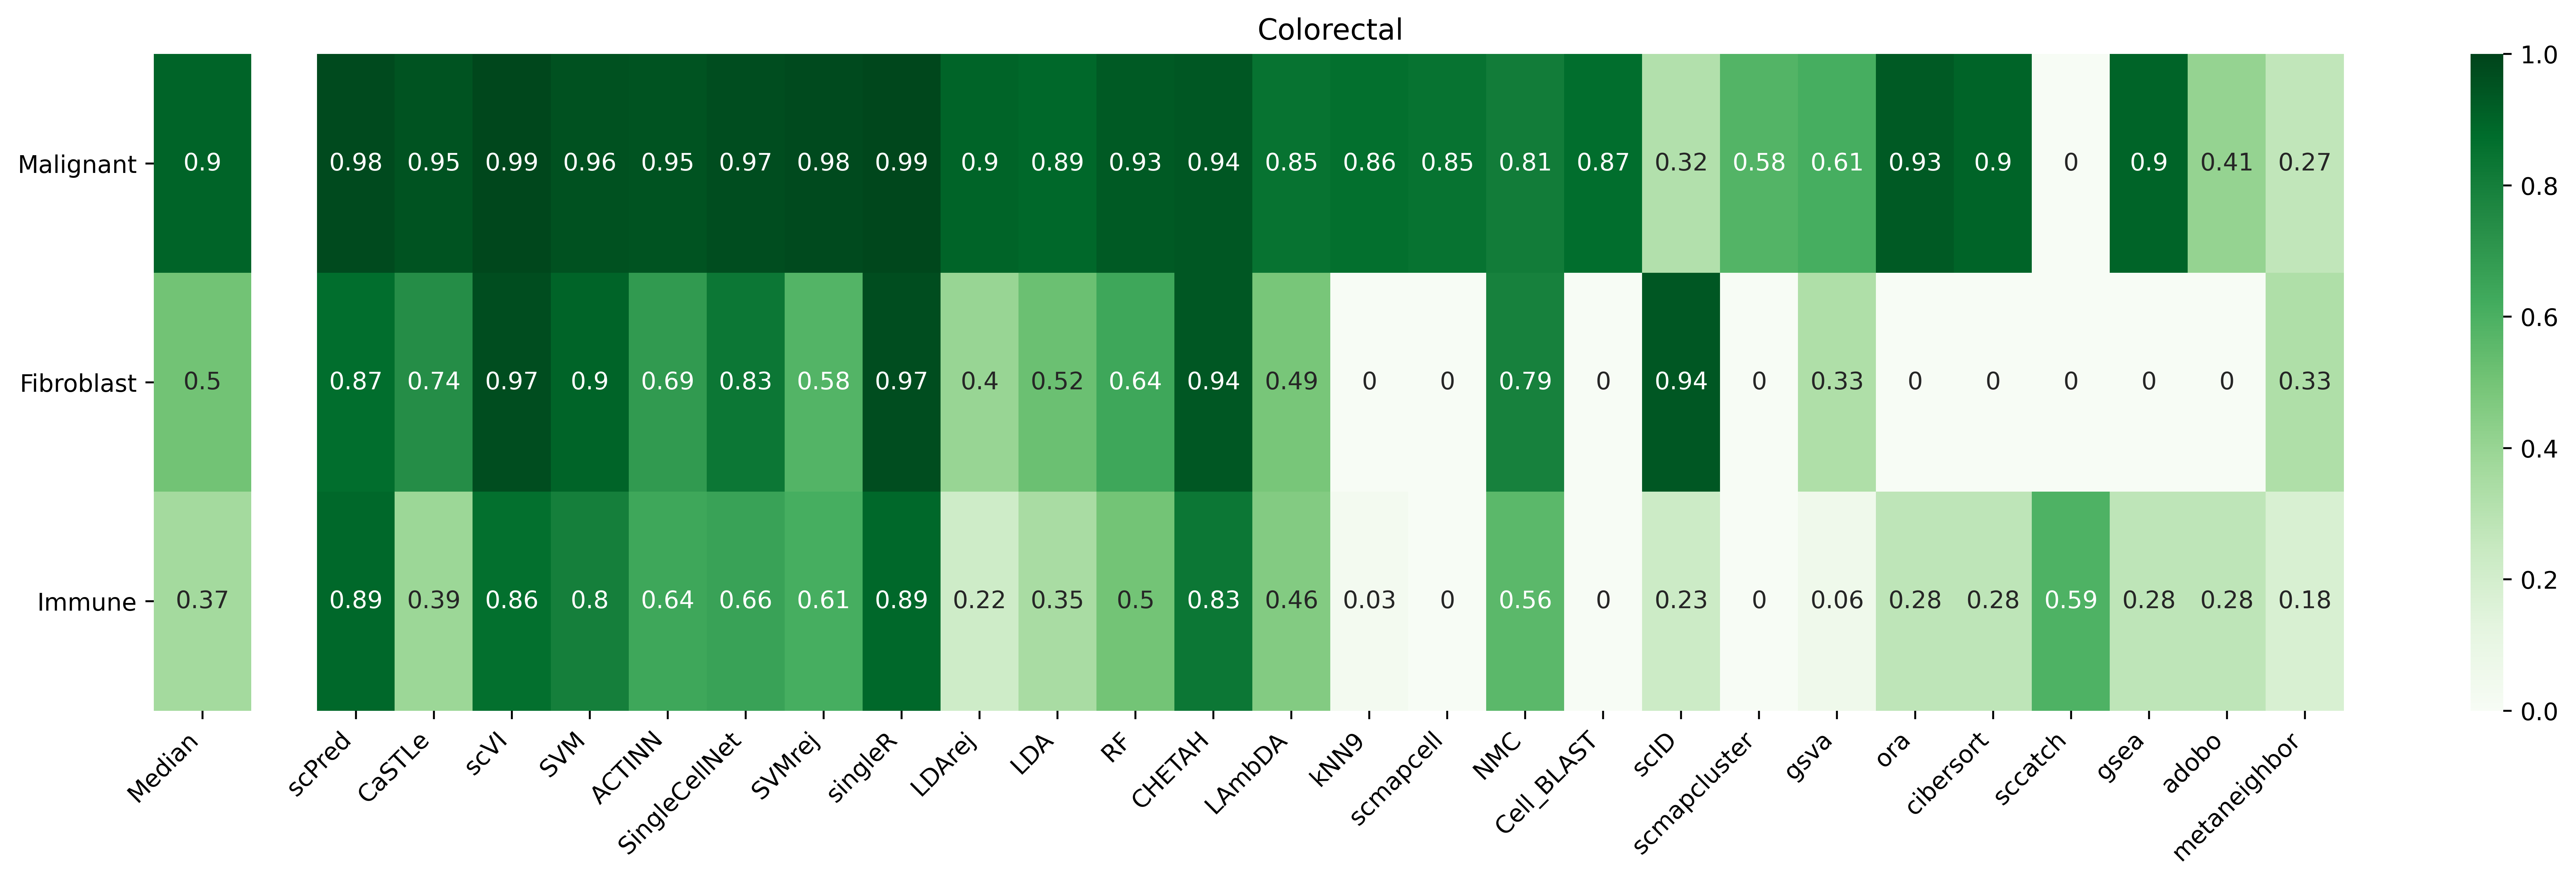 Colorectal
Malignant 0.9 0.98 0.95 0.99 0.96 0.95 0.97 0.98 0.99 0.9 0.89 0.93 0.94 0.85 0.86 0.85 0.81 0.87 0.32 0.58 0.61 0.93 0.9 0 0.9 0.41 0.27
Fibroblast 0.5 0.87 0.74 0.97 0.9 0.69 0.83 0.58 0.97 0.4 0.52 0.64 0.94 0.49 0 0 0.79 0 0.94 0 0.33 0 0 0 0 0 0.33
Immune 0.37 0.89 0.39 0.86 0.8 0.64 0.66 0.61 0.89 0.22 0.35 0.5 0.83 0.46 0.03 0 0.56 0 0.23 0 0.06 0.28 0.28 0.59 0.28 0.28 0.18
Median scPred CaSTLe scVI SVM ACTINN SingleCellNet SVMrej singleR LDArej LDA RF CHETAH LAmbDA kNN9 scmapcell NMC Cell_BLAST scID scmapcluster gsva ora cibersort sccatch gsea adobo metaneighbor
1.0
0.8
0.6
0.4
0.2
0.0